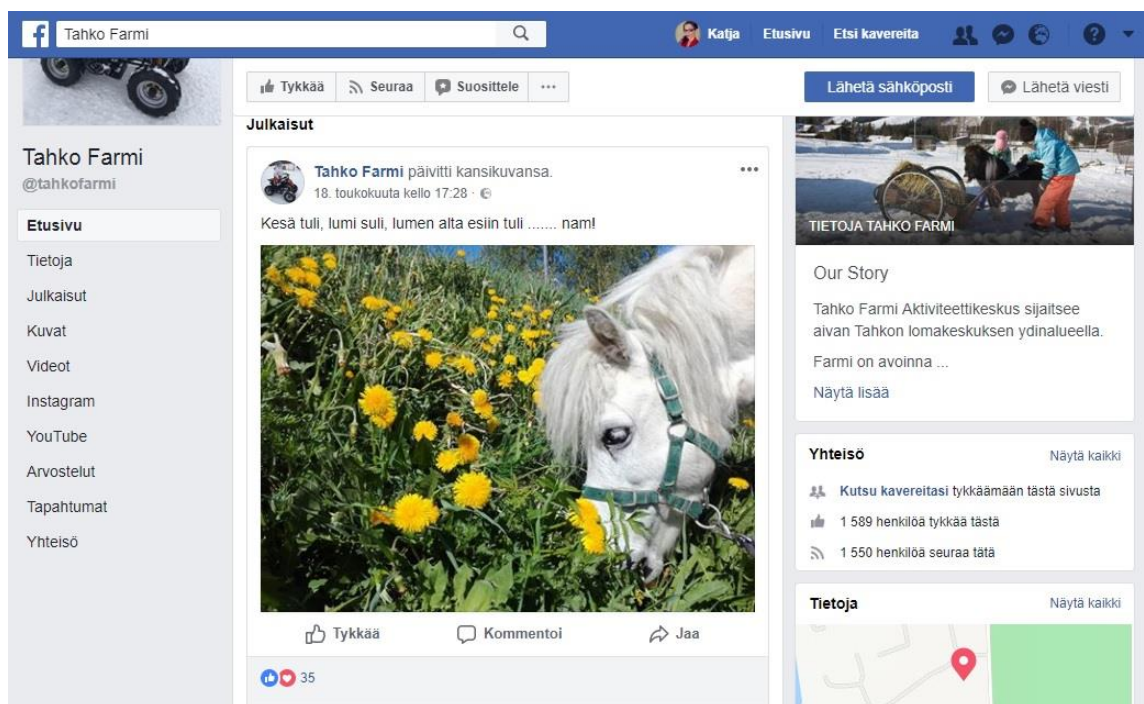 Tahko Farmi
Katja
Etusivu
Etsi kavereita
Tykkää
Seuraa
Suosittele
Lähetä sähköposti
Lähetä viesti
Tahko Farmi
@tahkofarmi
Etusivu
Tietoja
Julkaisut
Kuvat
Videot
Instagram
YouTube
Arvostelut
Tapahtumat
Yhteisö
Julkaisut
Tahko Farmi päivitti kansikuvansa.
18. toukokuuta kello 17:28 ·
Kesä tuli, lumi suli, lumen alta esiin tuli ....... nam!
Tykkää
Kommentoi
Jaa
35
TIETOJA TAHKO FARMI
Our Story
Tahko Farmi Aktiviteettikeskus sijaitsee
aivan Tahkon lomakeskuksen ydinalueella.
Farmi on avoinna ...
Näytä lisää
Yhteisö
Näytä kaikki
Kutsu kavereitasi tykkäämään tästä sivusta
1 589 henkilöä tykkää tästä
1 550 henkilöä seuraa tätä
Tietoja
Näytä kaikki